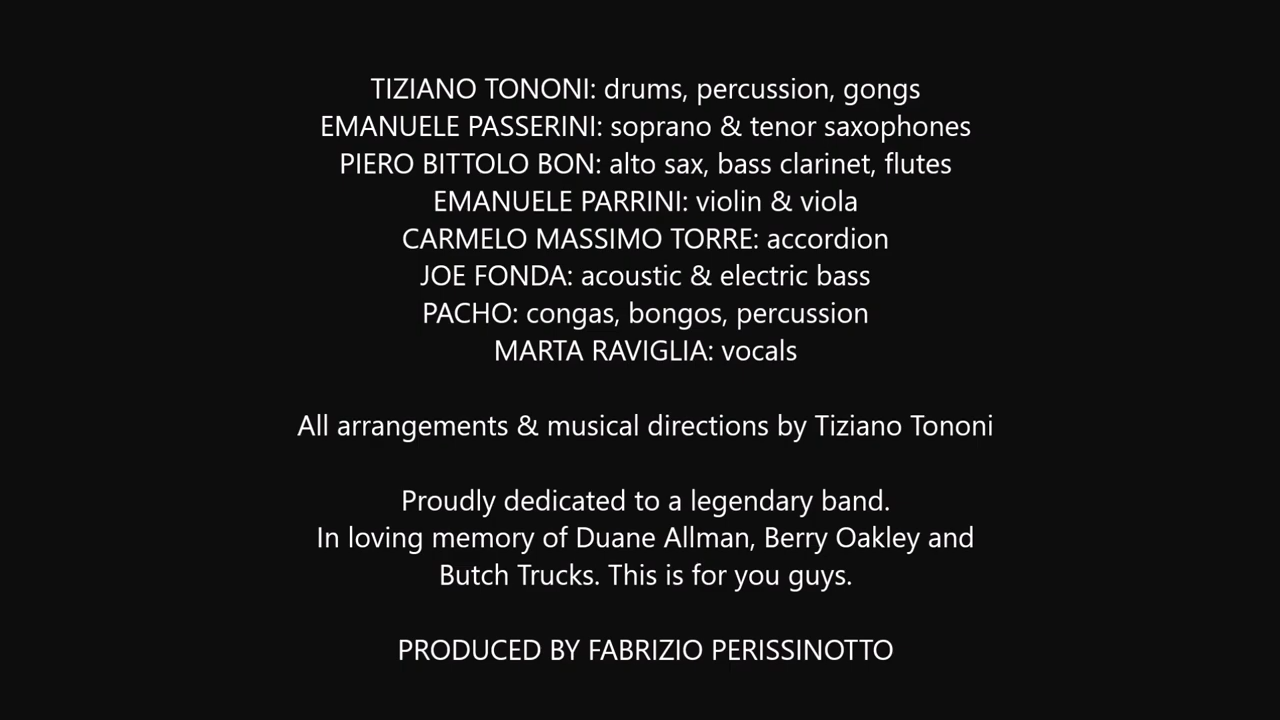 TIZIANO TONONI: drums, percussion, gongs
EMANUELE PASSERINI: soprano & tenor saxophones
PIERO BITTOLO BON: alto sax, bass clarinet, flutes
EMANUELE PARRINI: violin & viola
CARMELO MASSIMO TORRE: accordion
JOE FONDA: acoustic & electric bass
PACHO: congas, bongos, percussion
MARTA RAVIGLIA: vocals
All arrangements & musical directions by Tiziano Tononi
Proudly dedicated to a legendary band.
In loving memory of Duane Allman, Berry Oakley and
Butch Trucks. This is for you guys.
PRODUCED BY FABRIZIO PERISSINOTTO